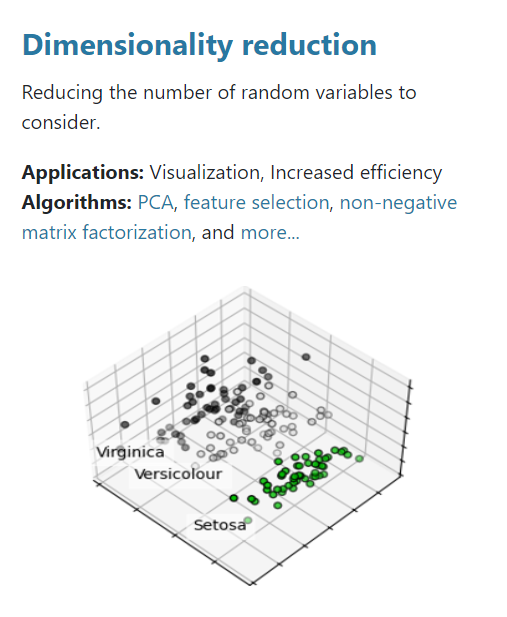 Dimensionality reduction
Reducing the number of random variables to
consider.
Applications: Visualization, Increased efficiency
Algorithms: PCA, feature selection, non-negative
matrix factorization, and more...
Virginica
Versicolour
Setosa